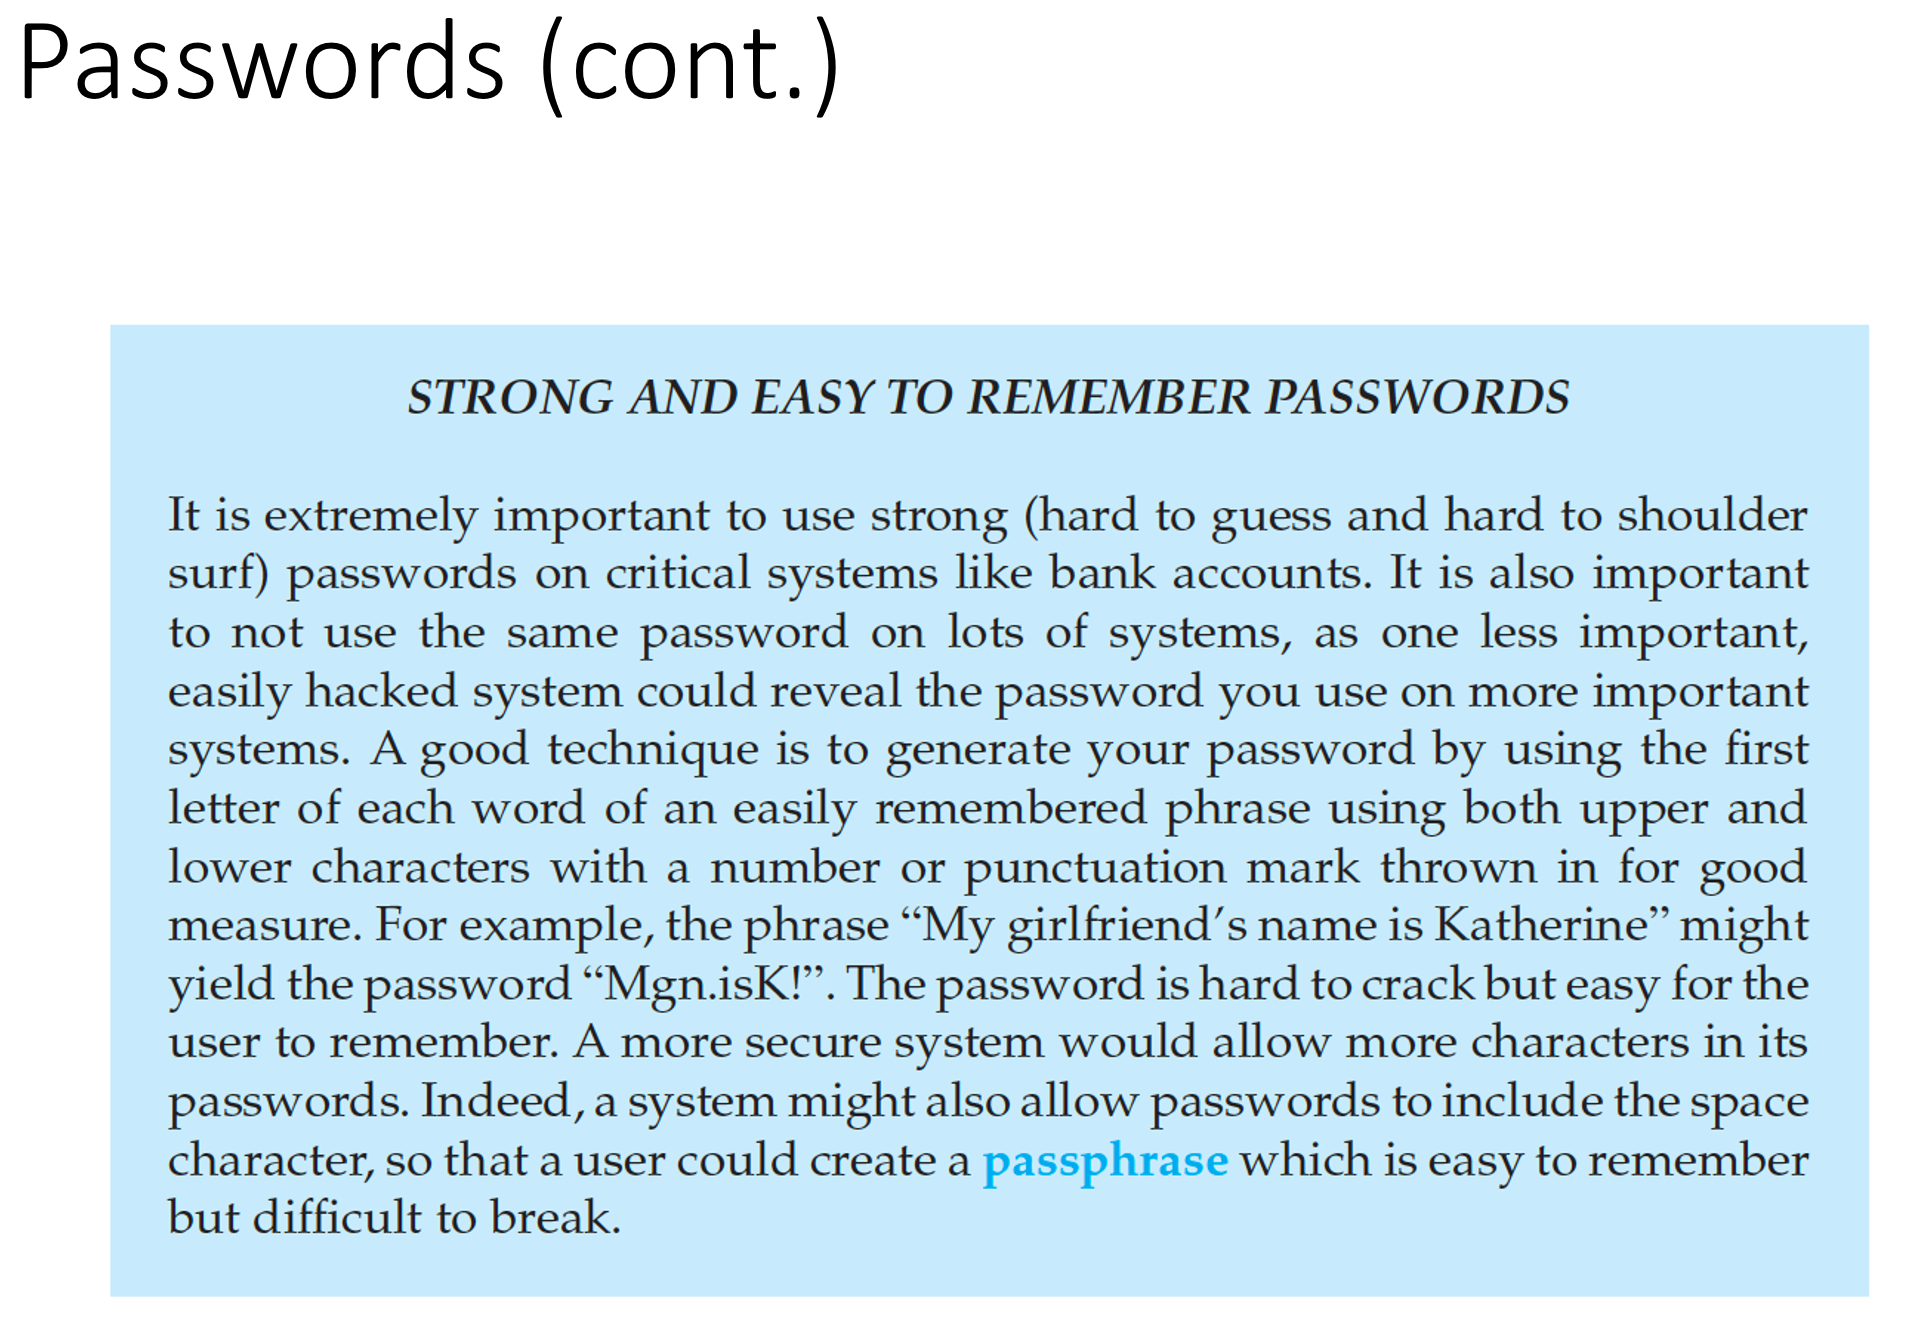 Passwords (cont.)
STRONG AND EASY TO REMEMBER PASSWORDS
It is extremely important to use strong (hard to guess and hard to shoulder
surf) passwords on critical systems like bank accounts. It is also important
to not use the same password on lots of systems, as one less important,
easily hacked system could reveal the password you use on more important
systems. A good technique is to generate your password by using the first
letter of each word of an easily remembered phrase using both upper and
lower characters with a number or punctuation mark thrown in for good
measure. For example, the phrase “My girlfriend’s name is Katherine” might
yield the password “Mgn.isK!”. The password is hard to crack but easy for the
user to remember. A more secure system would allow more characters in its
passwords. Indeed, a system might also allow passwords to include the space
character, so that a user could create a passphrase which is easy to remember
but difficult to break.